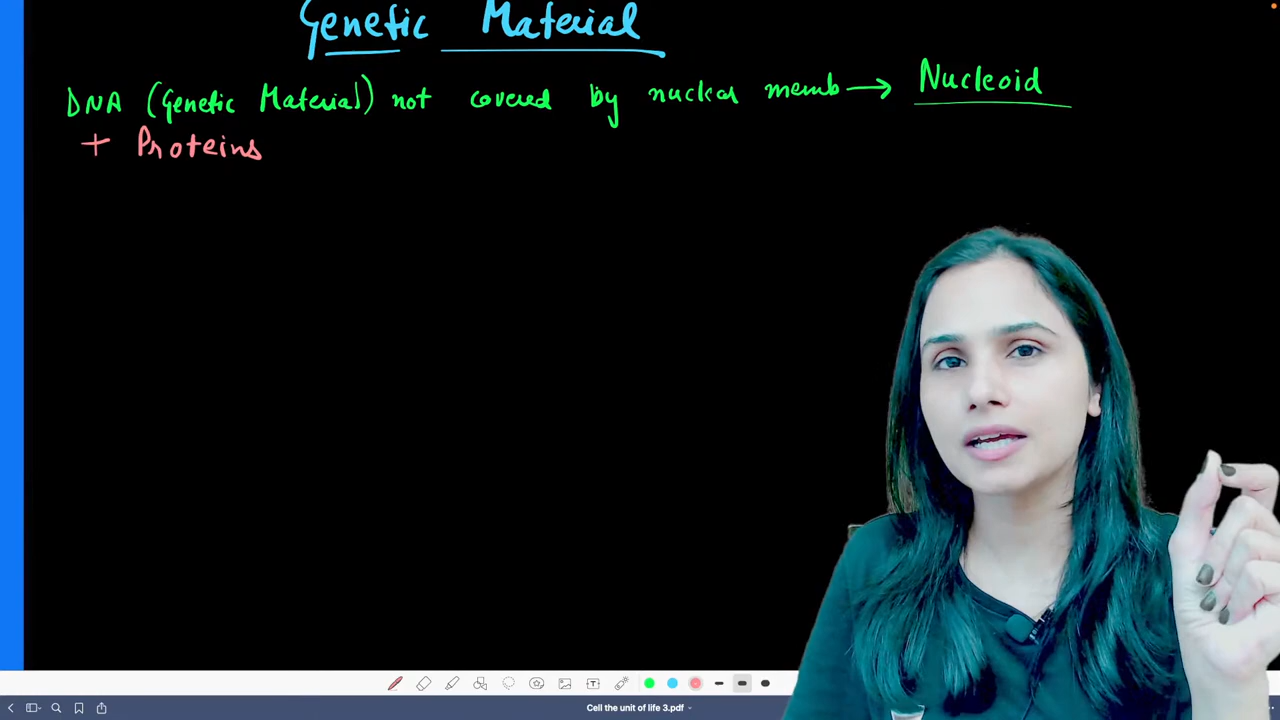 Genetic Material
DNA (Genetic Material) not covered by nuclear memb → Nucleoid
+ Proteins
Cell the unit of life 3.pdf